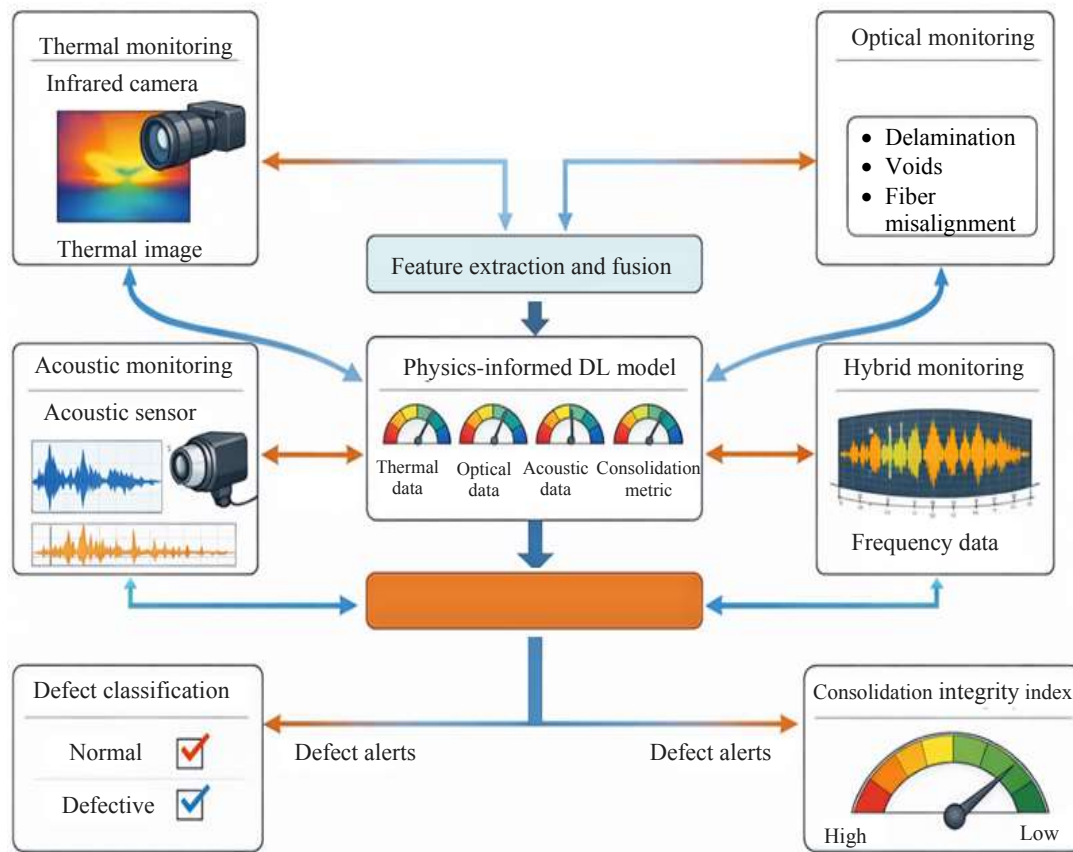 Thermal monitoring
Infrared camera
Thermal image
Optical monitoring
• Delamination
• Voids
• Fiber
misalignment
Feature extraction and fusion
Acoustic monitoring
Acoustic sensor
Physics-informed DL model
Thermal
data
Optical
data
Acoustic
data
Consolidation
metric
Hybrid monitoring
Frequency data
Defect classification
Normal
Defective
Defect alerts
Defect alerts
Consolidation integrity index
High
Low